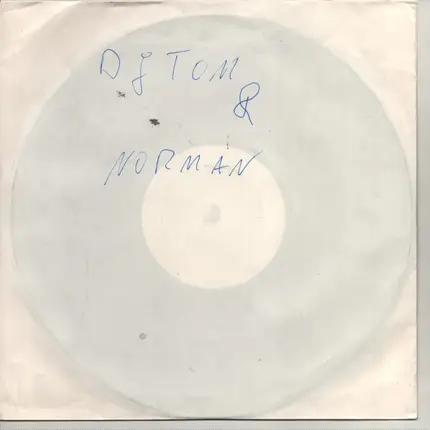 DJ TOM
&
NORMAN